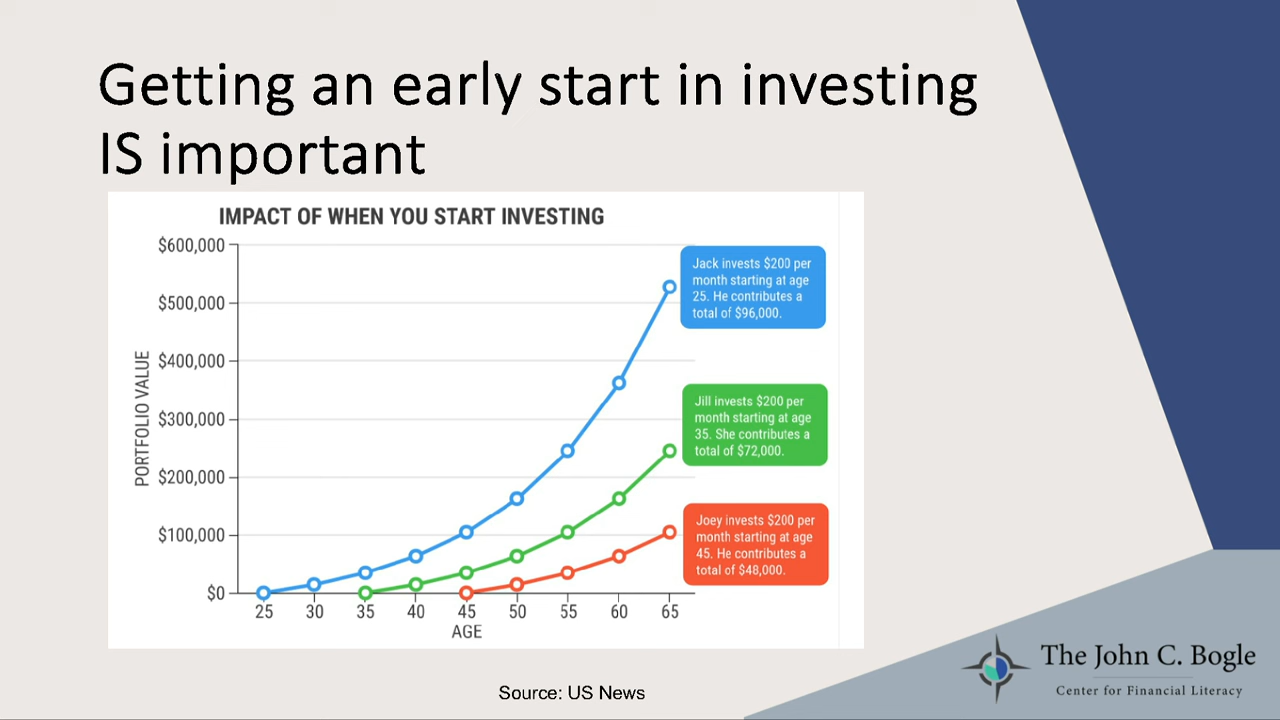 Getting an early start in investing
IS important
IMPACT OF WHEN YOU START INVESTING
PORTFOLIO VALUE
$600,000
$500,000
$400,000
$300,000
$200,000
$100,000
$0
Jack invests $200 per
month starting at age
25. He contributes a
total of $96,000.
Jill invests $200 per
month starting at age
35. She contributes a
total of $72,000.
Joey invests $200 per
month starting at age
45. He contributes a
total of $48,000.
25 30 35 40 45 50 55 60 65
AGE
Source: US News
The John C. Bogle
Center for Financial Literacy